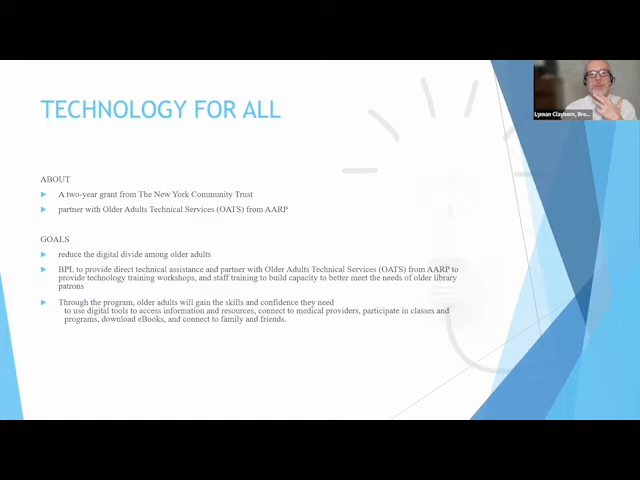 TECHNOLOGY FOR ALL
Lyman Clayborn, Bro...
ABOUT
A two-year grant from The New York Community Trust
partner with Older Adults Technical Services (OATS) from AARP
GOALS
reduce the digital divide among older adults
BPL to provide direct technical assistance and partner with Older Adults Technical Services (OATS) from AARP to
provide technology training workshops, and staff training to build capacity to better meet the needs of older library
patrons
Through the program, older adults will gain the skills and confidence they need
to use digital tools to access information and resources, connect to medical providers, participate in classes and
programs, download eBooks, and connect to family and friends.